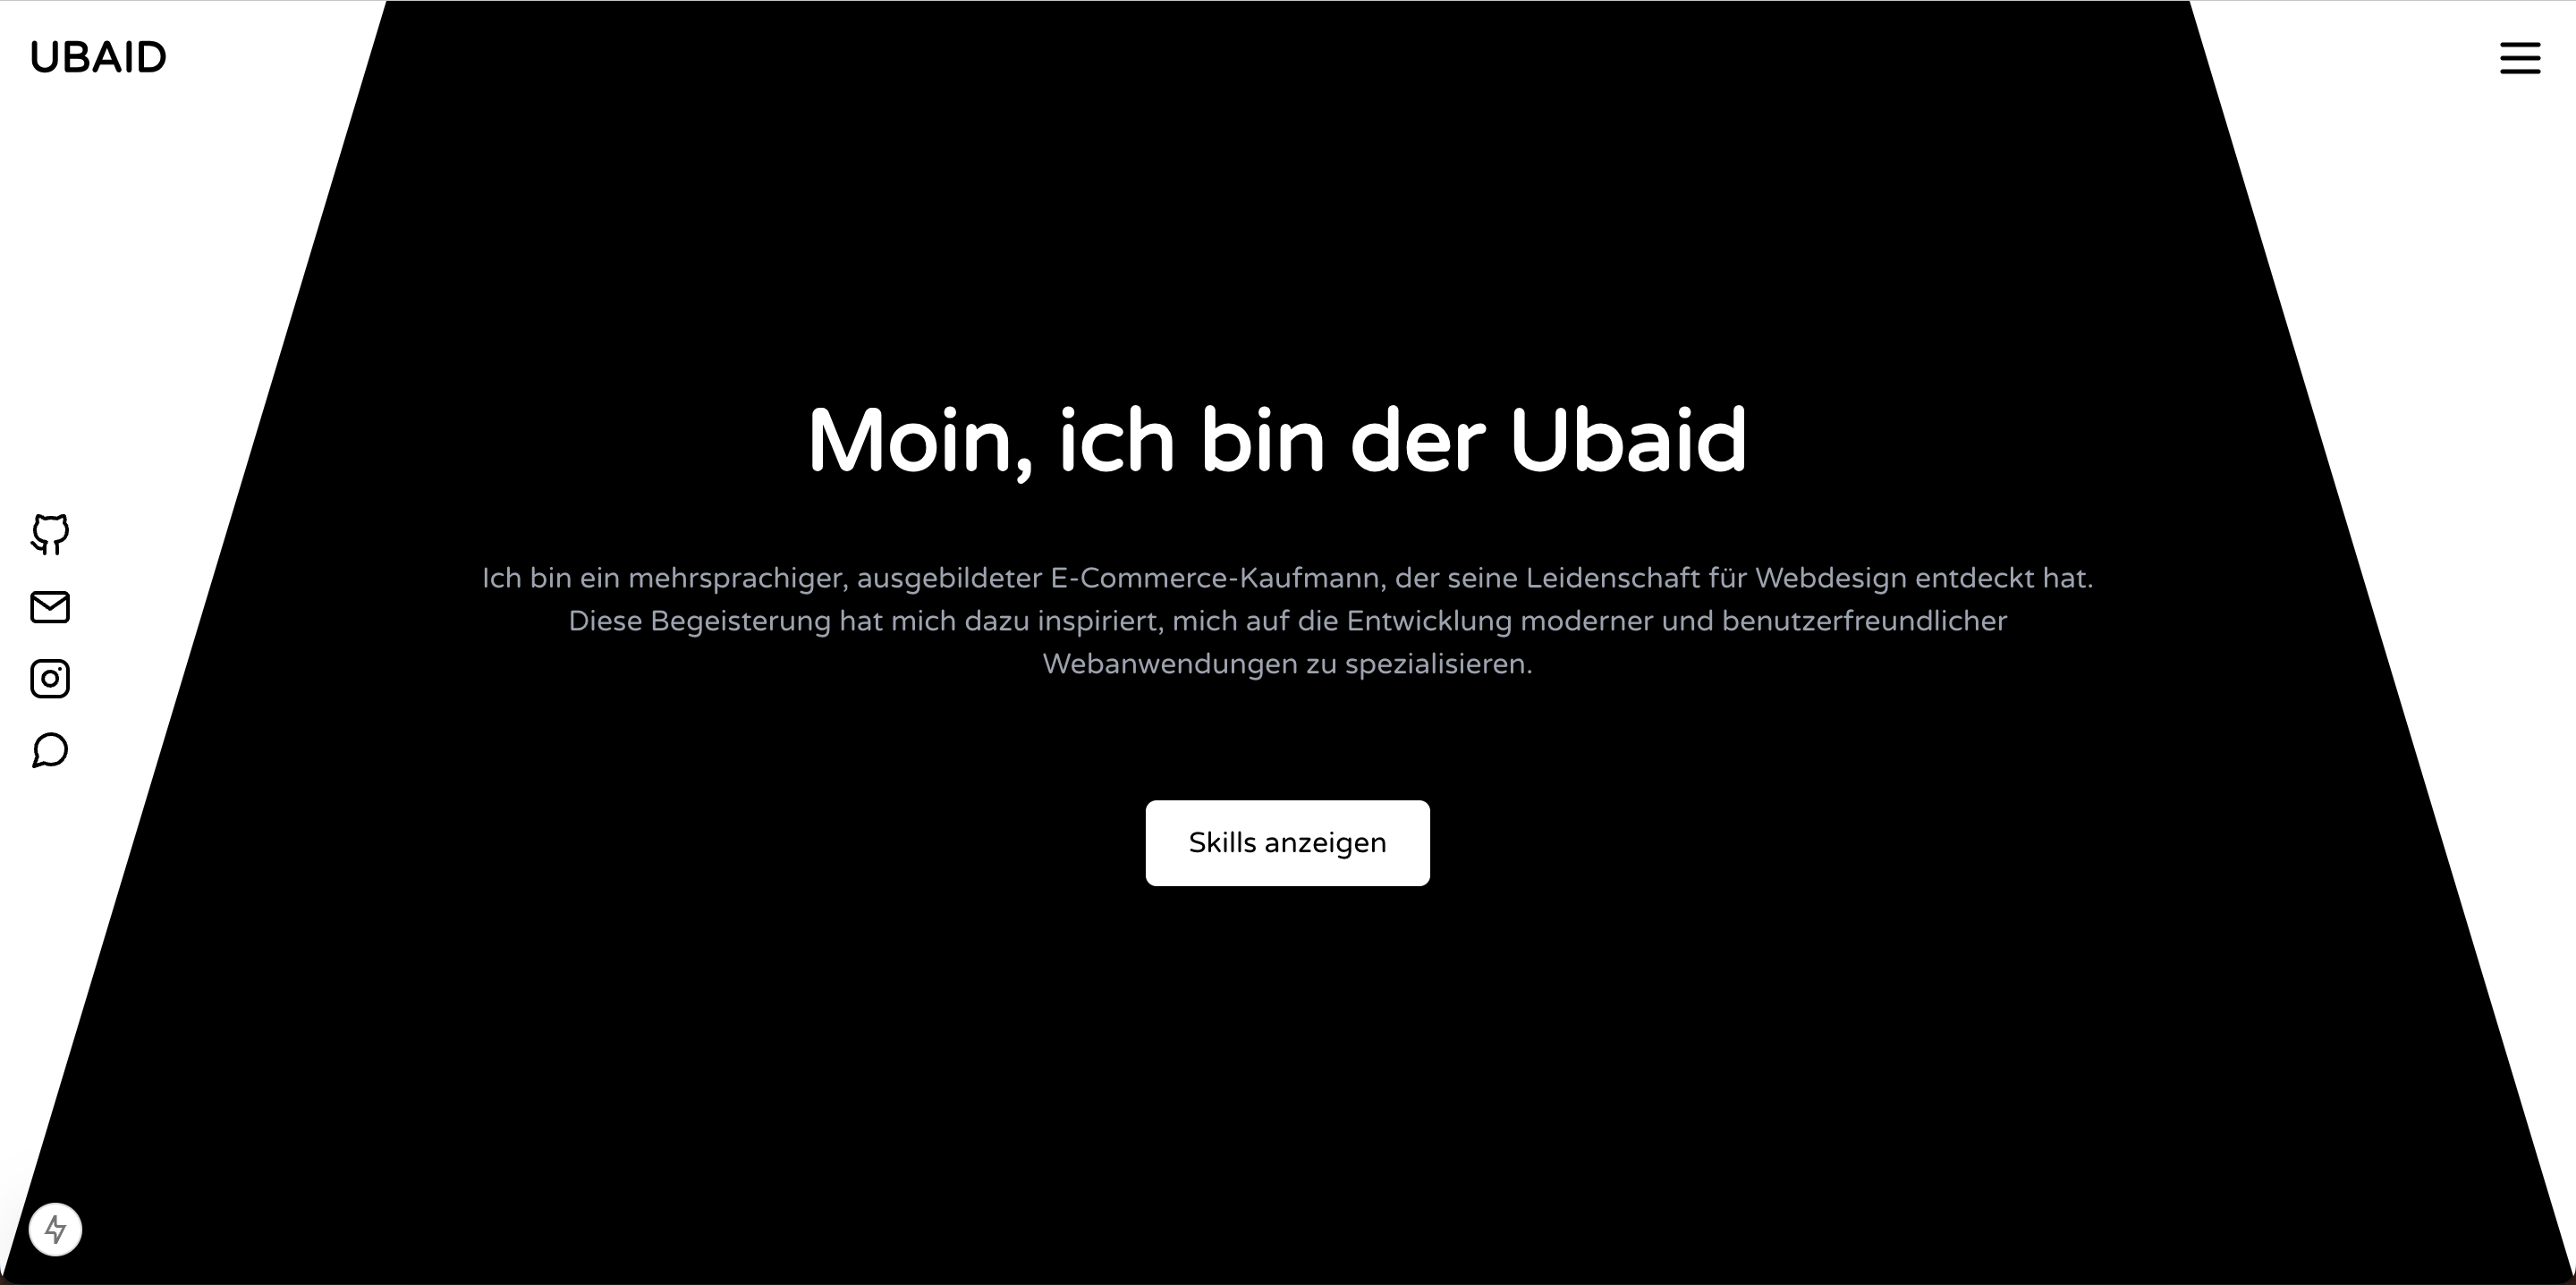 UBAID
Moin, ich bin der Ubaid
Ich bin ein mehrsprachiger, ausgebildeter E-Commerce-Kaufmann, der seine Leidenschaft für Webdesign entdeckt hat.
Diese Begeisterung hat mich dazu inspiriert, mich auf die Entwicklung moderner und benutzerfreundlicher
Webanwendungen zu spezialisieren.
Skills anzeigen